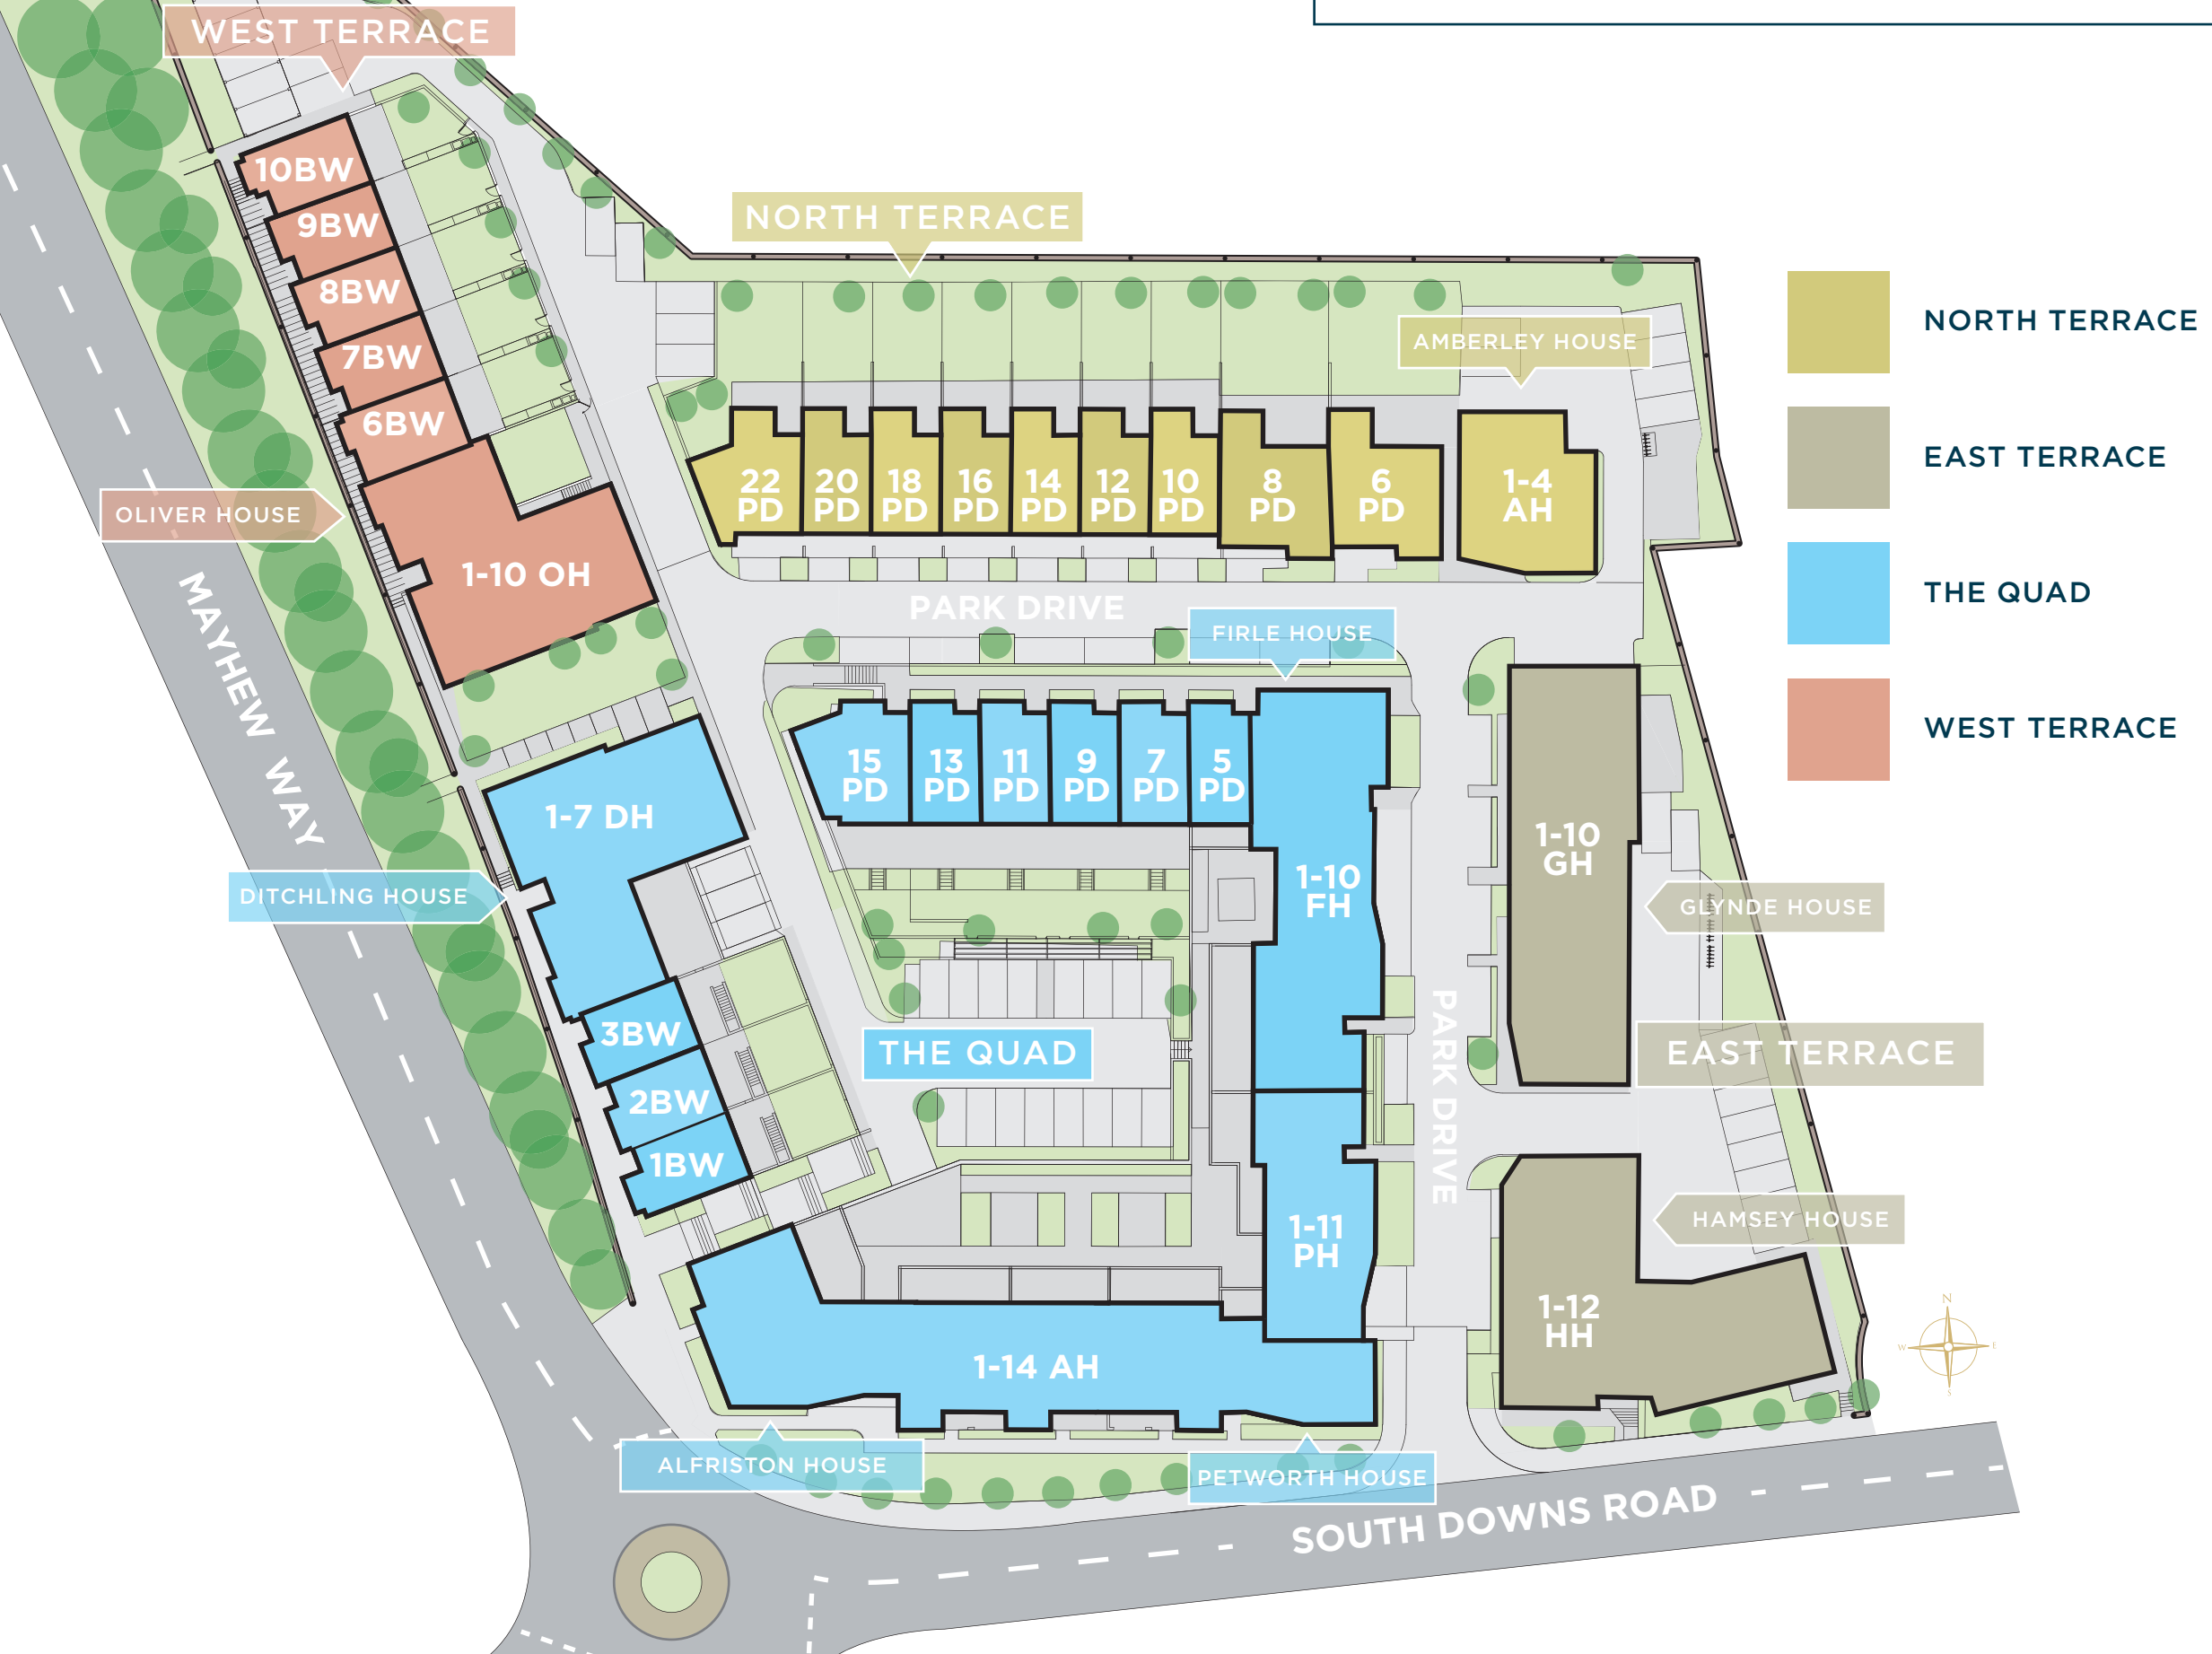 WEST TERRACE
10BW
9BW
8BW
7BW
6BW
OLIVER HOUSE
1-10 OH
MAYHEW WAY
NORTH TERRACE
AMBERLEY HOUSE
22
PD
20
PD
18
PD
16
PD
14
PD
12
PD
10
PD
8
PD
6
PD
1-4
AH
PARK DRIVE
FIRLE HOUSE
15
PD
13
PD
11
PD
9
PD
7
PD
5
PD
1-10
FH
1-7 DH
DITCHLING HOUSE
3BW
2BW
1BW
THE QUAD
PARK DRIVE
1-10
GH
GLYNDE HOUSE
EAST TERRACE
HAMSEY HOUSE
1-11
PH
1-12
HH
1-14 AH
ALFRISTON HOUSE
PETWORTH HOUSE
SOUTH DOWNS ROAD
NORTH TERRACE
EAST TERRACE
THE QUAD
WEST TERRACE
N
W
E
S